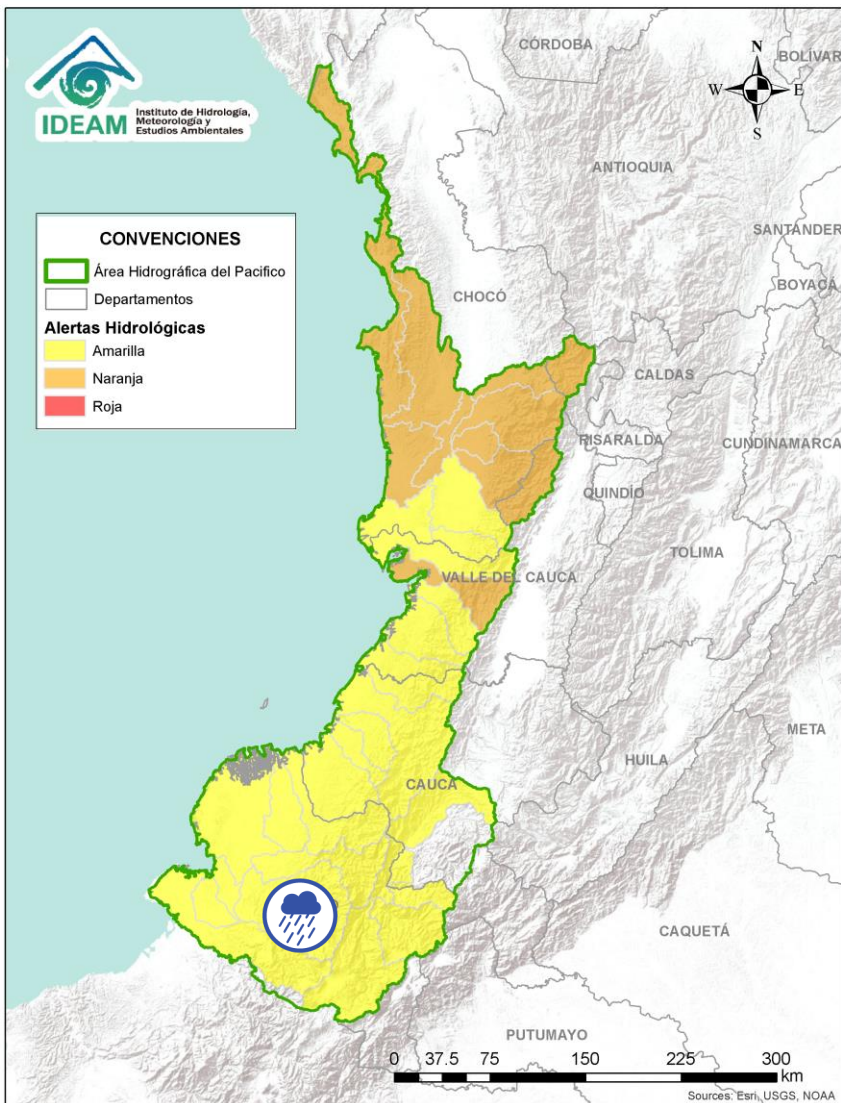 IDEAM
Instituto de Hidrología,
Meteorología y
Estudios Ambientales
CÓRDOBA
BOLÍVAR
N
W
E
S
ANTIOQUIA
SANTANDER
BOYACÁ
CONVENCIONES
Área Hidrográfica del Pacifico
Departamentos
Alertas Hidrológicas
Amarilla
Naranja
Roja
CHOCÓ
CALDAS
RISARALDA
CUNDINAMARCA
QUINDÍO
TOLIMA
VALLE DEL CAUCA
META
HUILA
CAUCA
CAQUETÁ
PUTUMAYO
0 37.5 75 150 225 300
km
Sources: Esri, USGS, NOAA